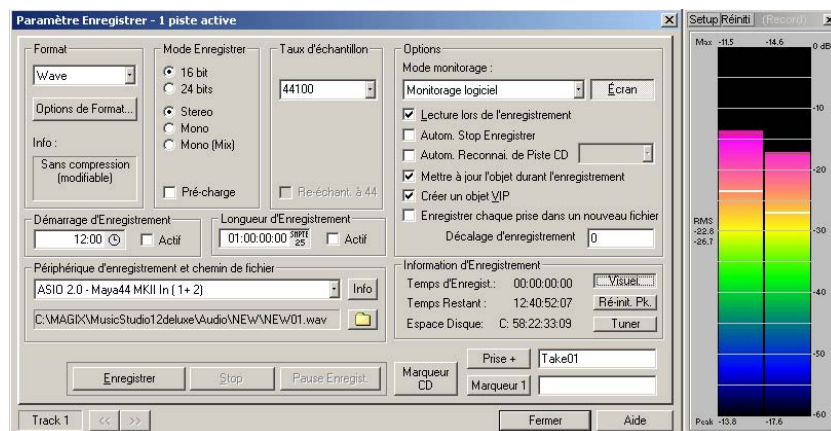 Paramètre Enregistrer - 1 piste active
Format
Wave
Options de Format...
Info :
Sans compression
(modifiable)
Mode Enregistrer
16 bit
24 bits
Stereo
Mono
Mono (Mix)
Pré-charge
Taux d'échantillon
44100
Re-échant. à 44
Options
Mode monitorage :
Monitorage logiciel
Écran
Lecture lors de l'enregistrement
Autom. Stop Enregistrer
Autom. Reconnai. de Piste CD
Mettre à jour l'objet durant l'enregistrement
Créer un objet VIP
Enregistrer chaque prise dans un nouveau fichier
Décalage d'enregistrement 0
Démarrage d'Enregistrement
12:00 Actif
Longueur d'Enregistrement
01:00:00:00 SMPTE 25 Actif
Périphérique d'enregistrement et chemin de fichier
ASIO 2.0 - Maya44 MKII In ( 1+ 2) Info
C:\MAGIX\MusicStudio12deluxe\Audio\NEW\NEW01.wav
Information d'Enregistrement
Temps d'Enregist.: 00:00:00:00 Visuel
Temps Restant : 12:40:52:07 Ré-init. Pk.
Espace Disque: C: 58:22:33:09 Tuner
Enregistrer Stop Pause Enregist.
Marqueur CD
Prise + Take01
Marqueur 1
Track 1 << >> Fermer Aide
Setup Réiniti (Record) x
Max -11.5 -14.6 0 dB
-10
-20
RMS
-22.8
-26.7
-30
-40
-50
-60
Peak -13.8 -17.6